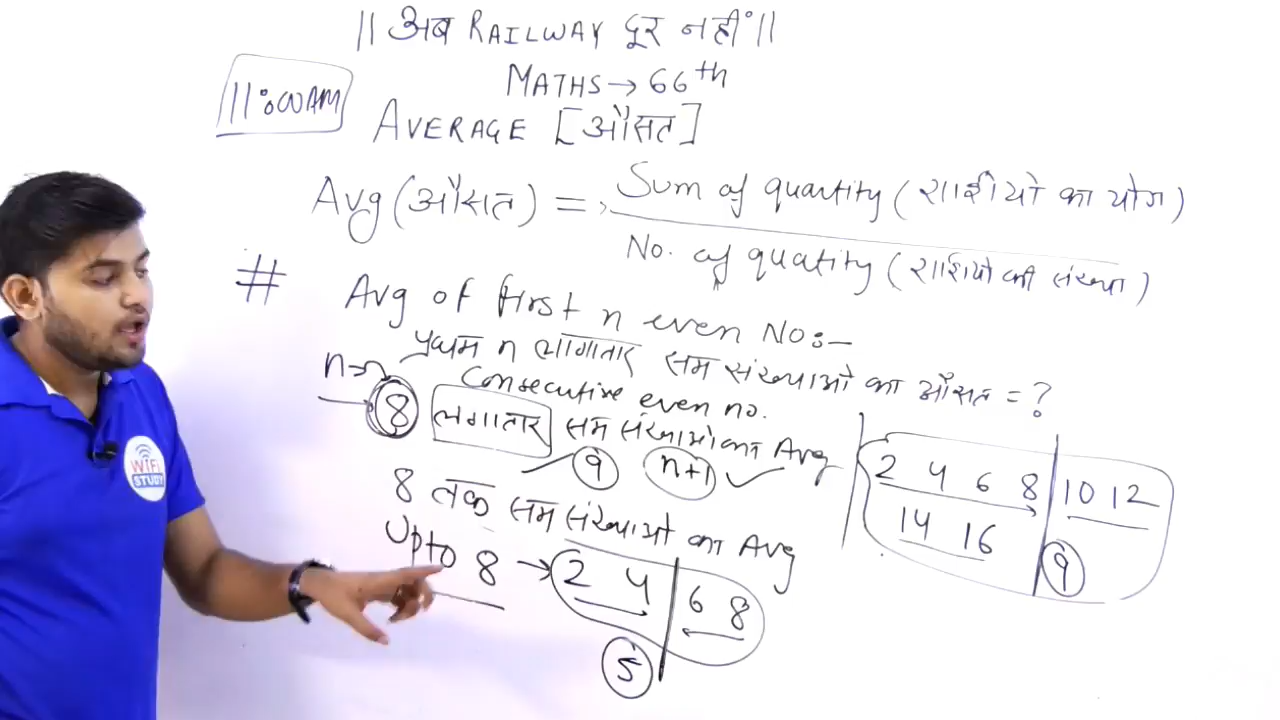 || अब RAILWAY दूर नहीं ||
MATHS → 66th
11:00AM
AVERAGE [औसत]
Avg (औसत) = Sum of quantity (राशीयो का योग)
No. of quatity (राशियो की संख्या)
# Avg of first n even No:-
प्रथम n लागातार सम संख्याओ का औसत = ?
Consecutive even no.
n →
8 लगातार सम संख्याओ का Avg
9 n+1 ✓
8 तक सम संख्याओ का Avg
Upto 8 → 2 4 | 6 8
5
2 4 6 8 | 10 12
14 16
9
WiFi
STUDY